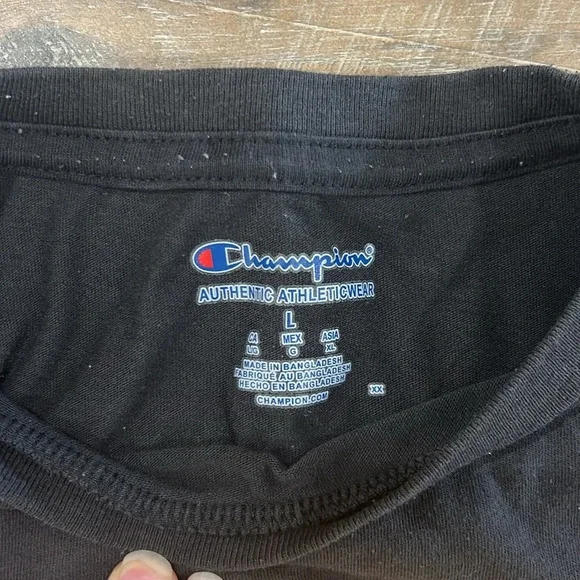 Champion®
AUTHENTIC ATHLETICWEAR
L
CA MEX ASIA
L/G G XL
MADE IN BANGLADESH
FABRIQUÉ AU BANGLADESH
HECHO EN BANGLADESH
CHAMPION.COM
XX